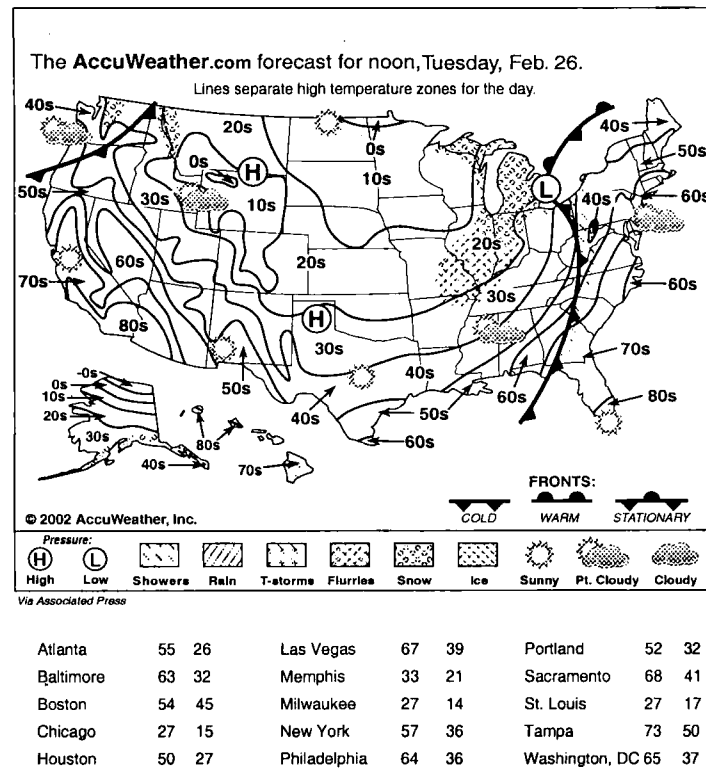 The AccuWeather.com forecast for noon, Tuesday, Feb. 26.
Lines separate high temperature zones for the day.
40s
20s
0s
40s
0s
H
10s
50s
L
50s
30s
10s
40s
60s
60s
20s
20s
70s
30s
60s
80s
H
30s
70s
50s
40s
40s
50s
60s
80s
60s
-0s
0s
10s
20s
30s
40s
80s
70s
FRONTS:
© 2002 AccuWeather, Inc.
COLD WARM STATIONARY
Pressure:
H L
High Low Showers Rain T-storms Flurries Snow Ice Sunny Pt. Cloudy Cloudy
Via Associated Press
Atlanta 55 26 Las Vegas 67 39 Portland 52 32
Baltimore 63 32 Memphis 33 21 Sacramento 68 41
Boston 54 45 Milwaukee 27 14 St. Louis 27 17
Chicago 27 15 New York 57 36 Tampa 73 50
Houston 50 27 Philadelphia 64 36 Washington, DC 65 37